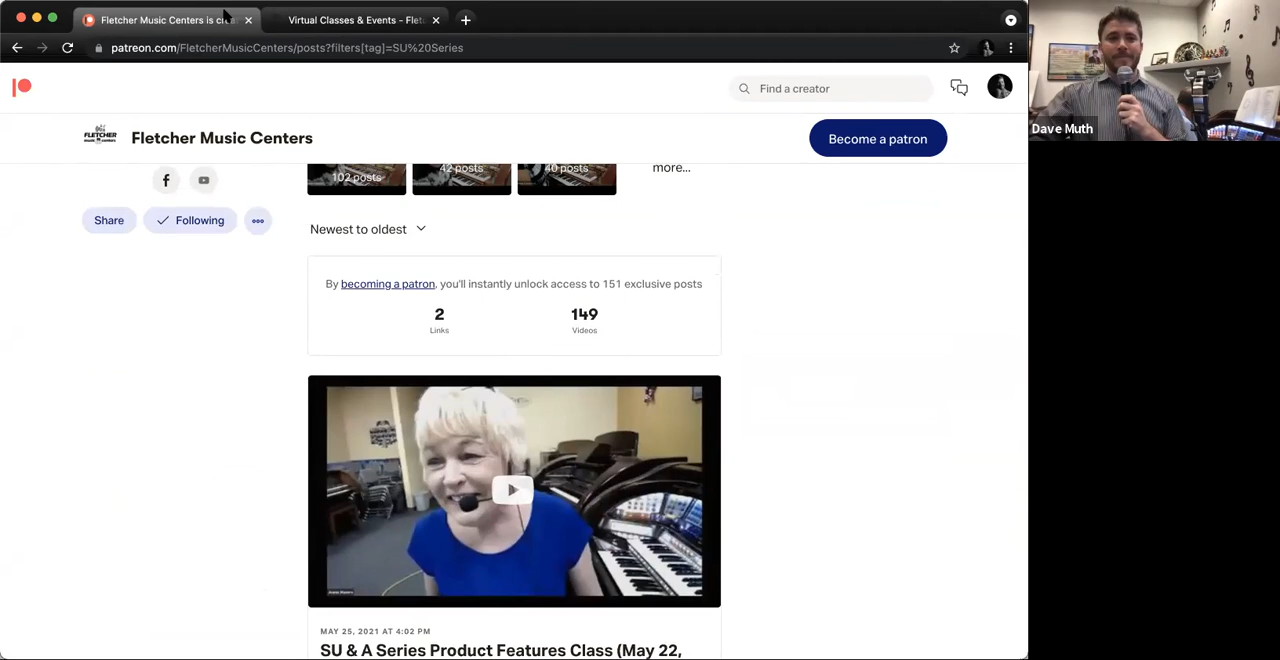 Fletcher Music Centers is cr
Virtual Classes & Events - Flet
patreon.com/FletcherMusicCenters/posts?filters[tag]=SU%20Series
Find a creator
FLETCHER
Fletcher Music Centers
Become a patron
102 posts
42 posts
40 posts
more...
Share
Following
Newest to oldest
By becoming a patron, you'll instantly unlock access to 151 exclusive posts
2
149
Links
Videos
MAY 25, 2021 AT 4:02 PM
SU & A Series Product Features Class (May 22,
Dave Muth